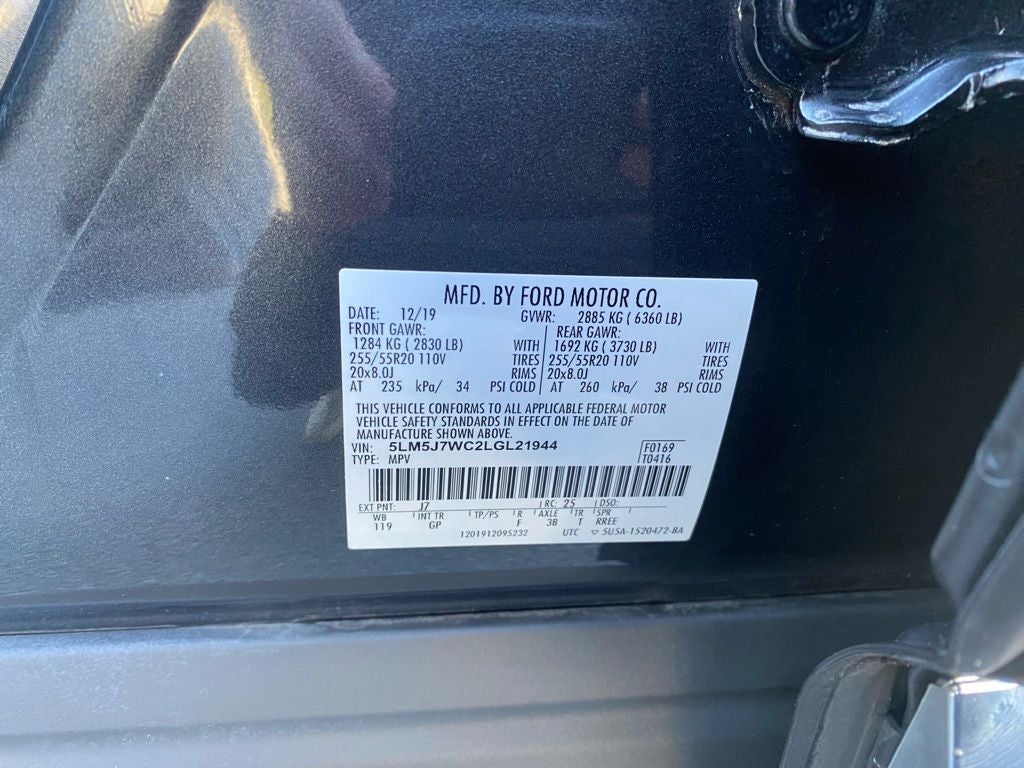 MFD. BY FORD MOTOR CO.
DATE: 12/19 GVWR: 2885 KG ( 6360 LB)
FRONT GAWR: REAR GAWR:
1284 KG ( 2830 LB) WITH 1692 KG ( 3730 LB) WITH
255/55R20 110V TIRES 255/55R20 110V TIRES
20x8.0J RIMS 20x8.0J RIMS
AT 235 kPa/ 34 PSI COLD AT 260 kPa/ 38 PSI COLD
THIS VEHICLE CONFORMS TO ALL APPLICABLE FEDERAL MOTOR
VEHICLE SAFETY STANDARDS IN EFFECT ON THE DATE OF
MANUFACTURE SHOWN ABOVE.
VIN: 5LM5J7WC2LGL21944 F0169
TYPE: MPV T0416
EXT PNT: J7 RC: 25 DSO:
WB INT TR TP/PS R AXLE TR SPR
119 GP F 3B T RREE
1201912095232 UTC 5U5A-1520472-BA